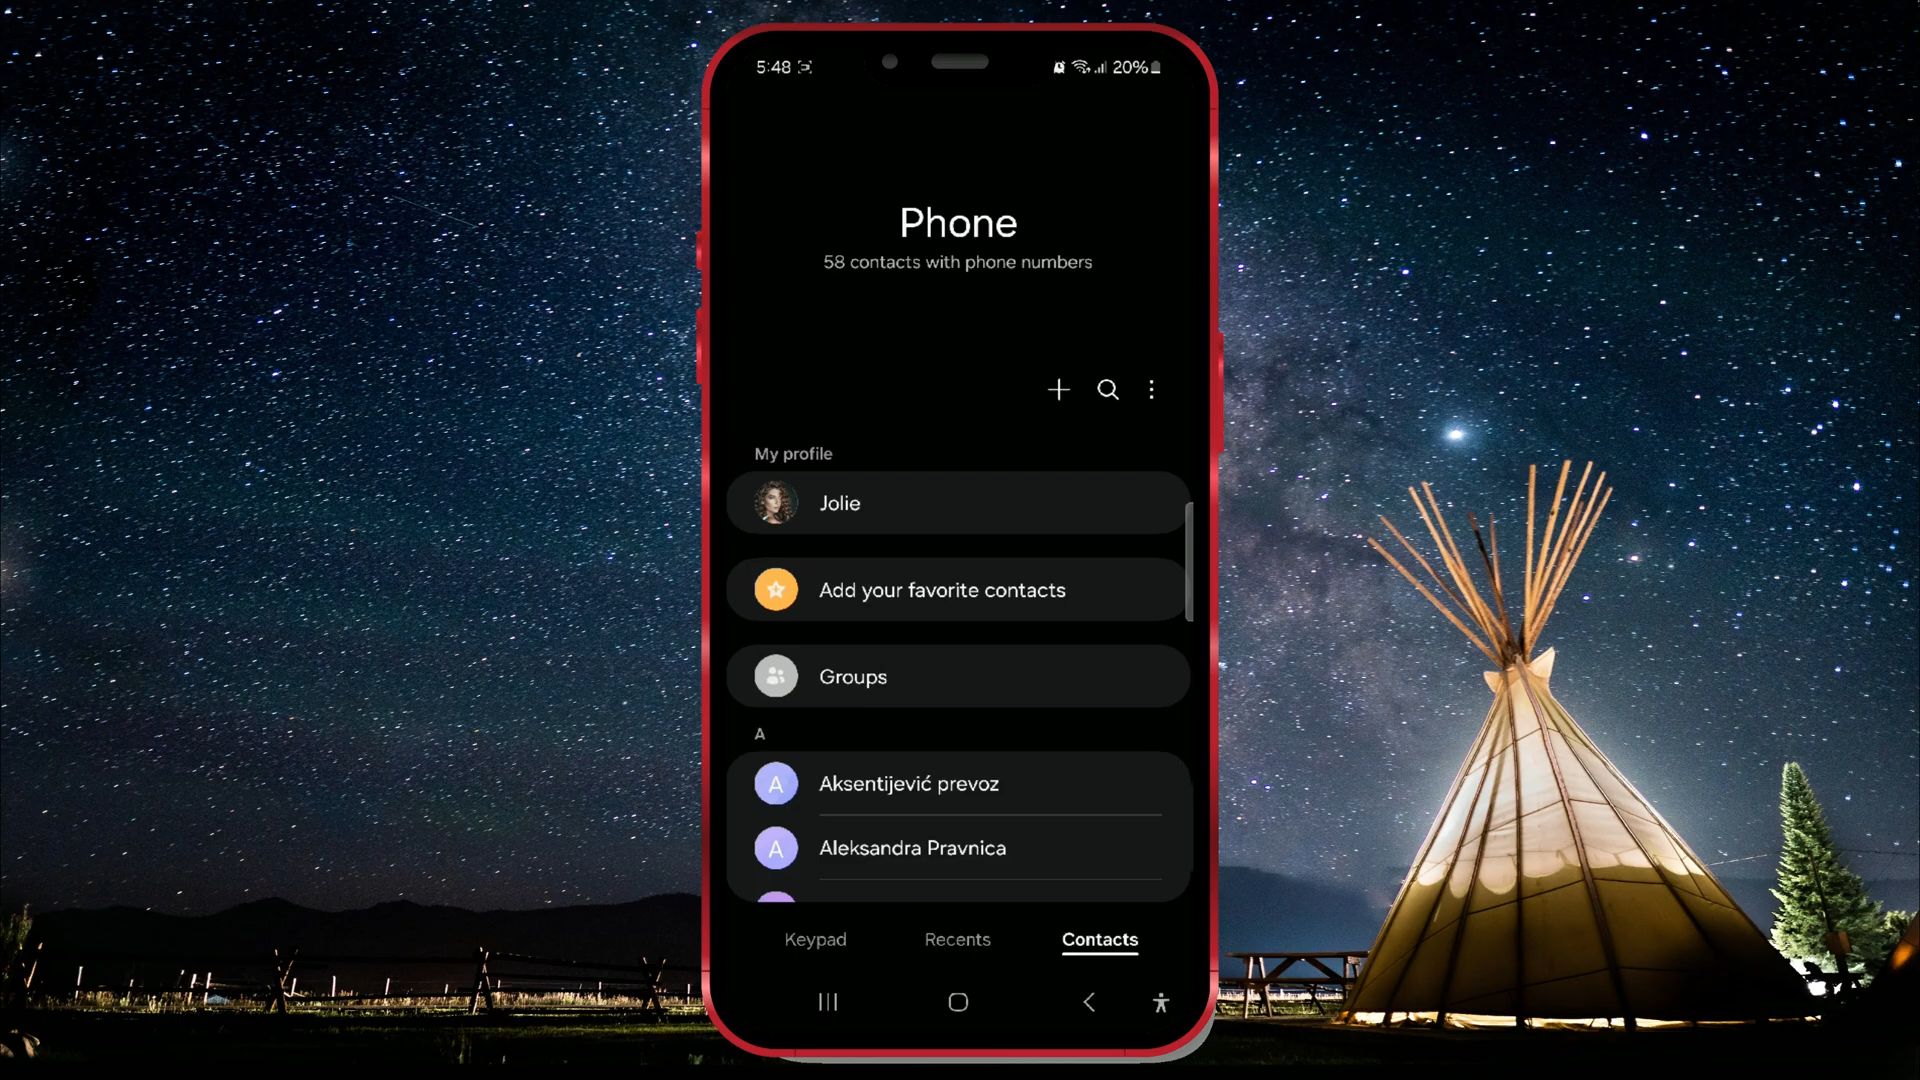 5:48
20%
Phone
58 contacts with phone numbers
My profile
Jolie
Add your favorite contacts
Groups
A
A Aksentijević prevoz
A Aleksandra Pravnica
Keypad Recents Contacts